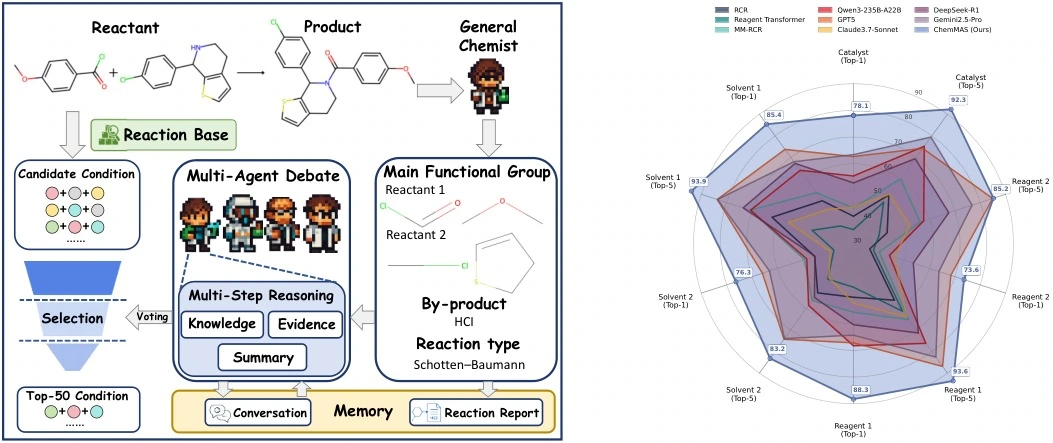 Reactant
Product
General
Chemist
O
Cl
O
+
Cl
HN
S
Cl
O
N
O
S
Reaction Base
Candidate Condition
+ +
+ +
+ +
......
Selection
Top-50 Condition
+ +
......
Voting
Multi-Agent Debate
Multi-Step Reasoning
Knowledge
Evidence
Summary
Main Functional Group
Reactant 1
Cl
O
O
Reactant 2
Cl
S
By-product
HCl
Reaction type
Schotten–Baumann
Conversation
Memory
Reaction Report
RCR
Reagent Transformer
MM-RCR
Qwen3-235B-A22B
GPT5
Claude3.7-Sonnet
DeepSeek-R1
Gemini2.5-Pro
ChemMAS (Ours)
Catalyst
(Top-1)
78.1
Catalyst
(Top-5)
92.3
Solvent 1
(Top-1)
85.4
Solvent 1
(Top-5)
93.9
Solvent 2
(Top-1)
76.3
Solvent 2
(Top-5)
83.2
Reagent 1
(Top-1)
88.3
Reagent 1
(Top-5)
93.6
Reagent 2
(Top-1)
73.6
Reagent 2
(Top-5)
85.2
90
80
70
60
50
40
30